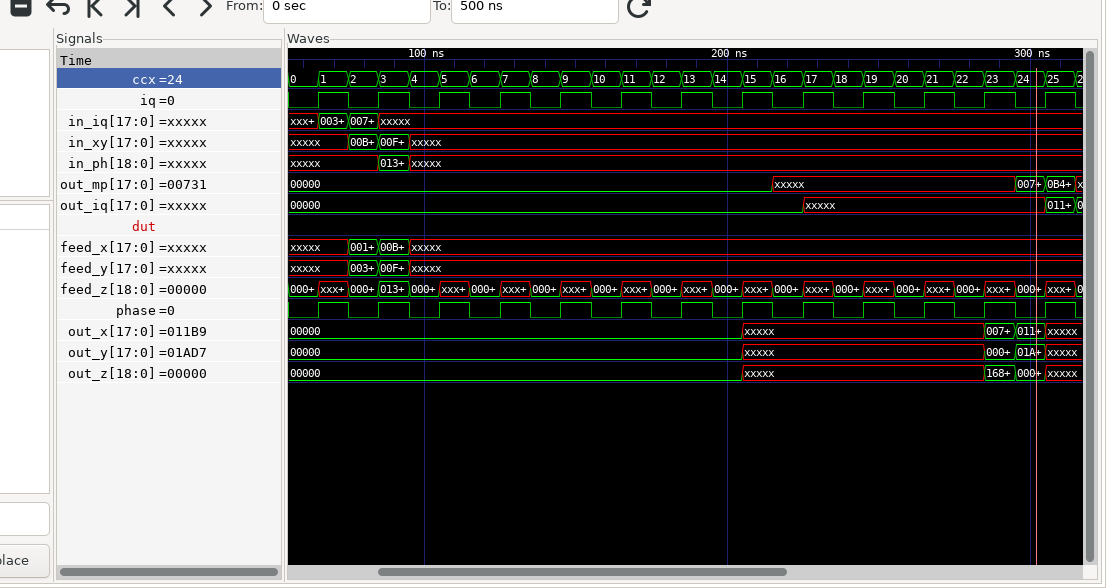 From: 0 sec To: 500 ns
Signals Waves
Time 100 ns 200 ns 300 ns
ccx =24 0 1 2 3 4 5 6 7 8 9 10 11 12 13 14 15 16 17 18 19 20 21 22 23 24 25 2
iq =0
in_iq[17:0] =xxxxx xxx+ 003+ 007+ xxxxx
in_xy[17:0] =xxxxx xxxxx 00B+ 00F+ xxxxx
in_ph[18:0] =xxxxx xxxxx 013+ xxxxx
out_mp[17:0] =00731 00000 xxxxx 007+ 0B4+ x
out_iq[17:0] =xxxxx 00000 xxxxx 011+ 0
dut
feed_x[17:0] =xxxxx xxxxx 001+ 00B+ xxxxx
feed_y[17:0] =xxxxx xxxxx 003+ 00F+ xxxxx
feed_z[18:0] =00000 000+ xxx+ 000+ 013+ 000+ xxx+ 000+ xxx+ 000+ xxx+ 000+ xxx+ 000+ xxx+ 000+ xxx+ 000+ xxx+ 000+ xxx+ 000+ xxx+ 000+ xxx+ 000+ xxx+ 0
phase =0
out_x[17:0] =011B9 00000 xxxxx 007+ 011+ xxxxx
out_y[17:0] =01AD7 00000 xxxxx 000+ 01A+ xxxxx
out_z[18:0] =00000 00000 xxxxx 168+ 000+ xxxxx
lace